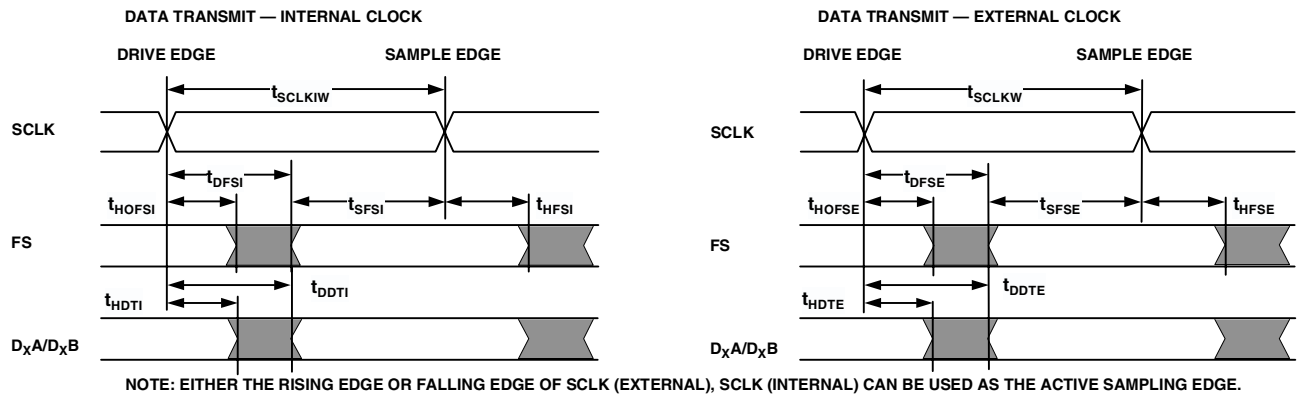 DATA TRANSMIT — INTERNAL CLOCK
DRIVE EDGE
SAMPLE EDGE
tSCLKIW
SCLK
tDFSI
tHOFSI
tSFSI
tHFSI
FS
tDDTI
tHDTI
DXA/DXB
DATA TRANSMIT — EXTERNAL CLOCK
DRIVE EDGE
SAMPLE EDGE
tSCLKW
SCLK
tDFSE
tHOFSE
tSFSE
tHFSE
FS
tDDTE
tHDTE
DXA/DXB
NOTE: EITHER THE RISING EDGE OR FALLING EDGE OF SCLK (EXTERNAL), SCLK (INTERNAL) CAN BE USED AS THE ACTIVE SAMPLING EDGE.